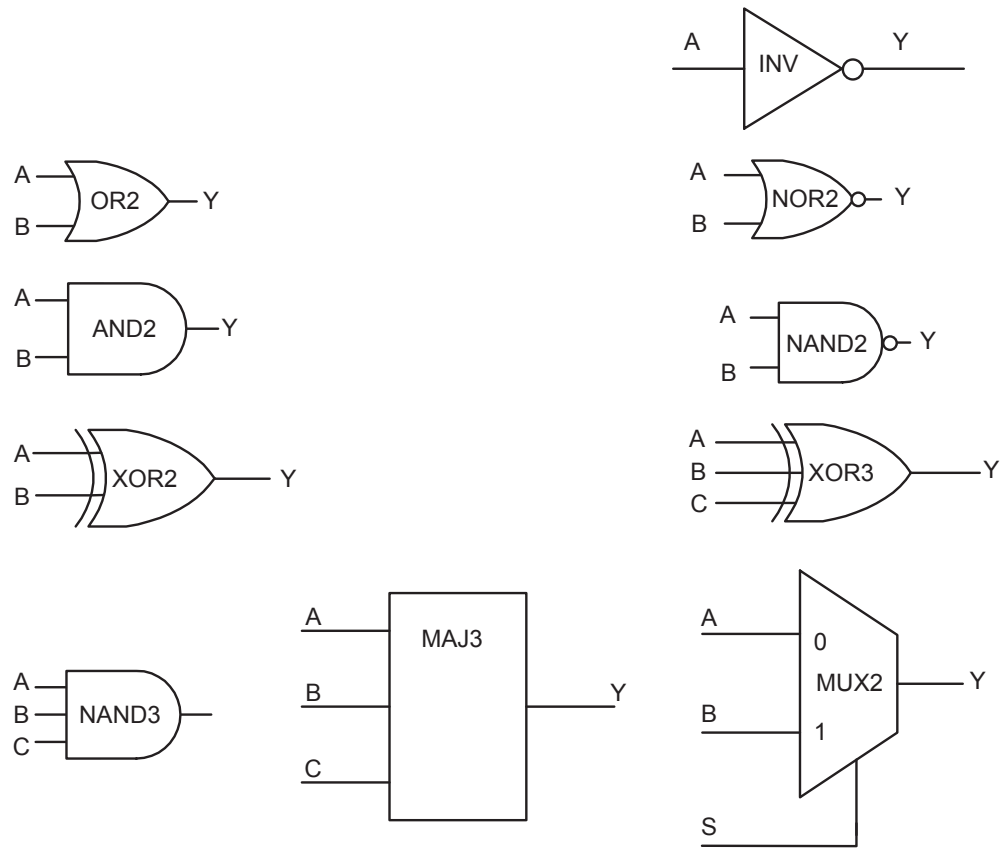 A INV Y
A OR2 Y
B
A NOR2 Y
B
A AND2 Y
B
A NAND2 Y
B
A XOR2 Y
B
A
B XOR3 Y
C
A
B NAND3
C
A MAJ3
B Y
C
A 0
MUX2 Y
B 1
S